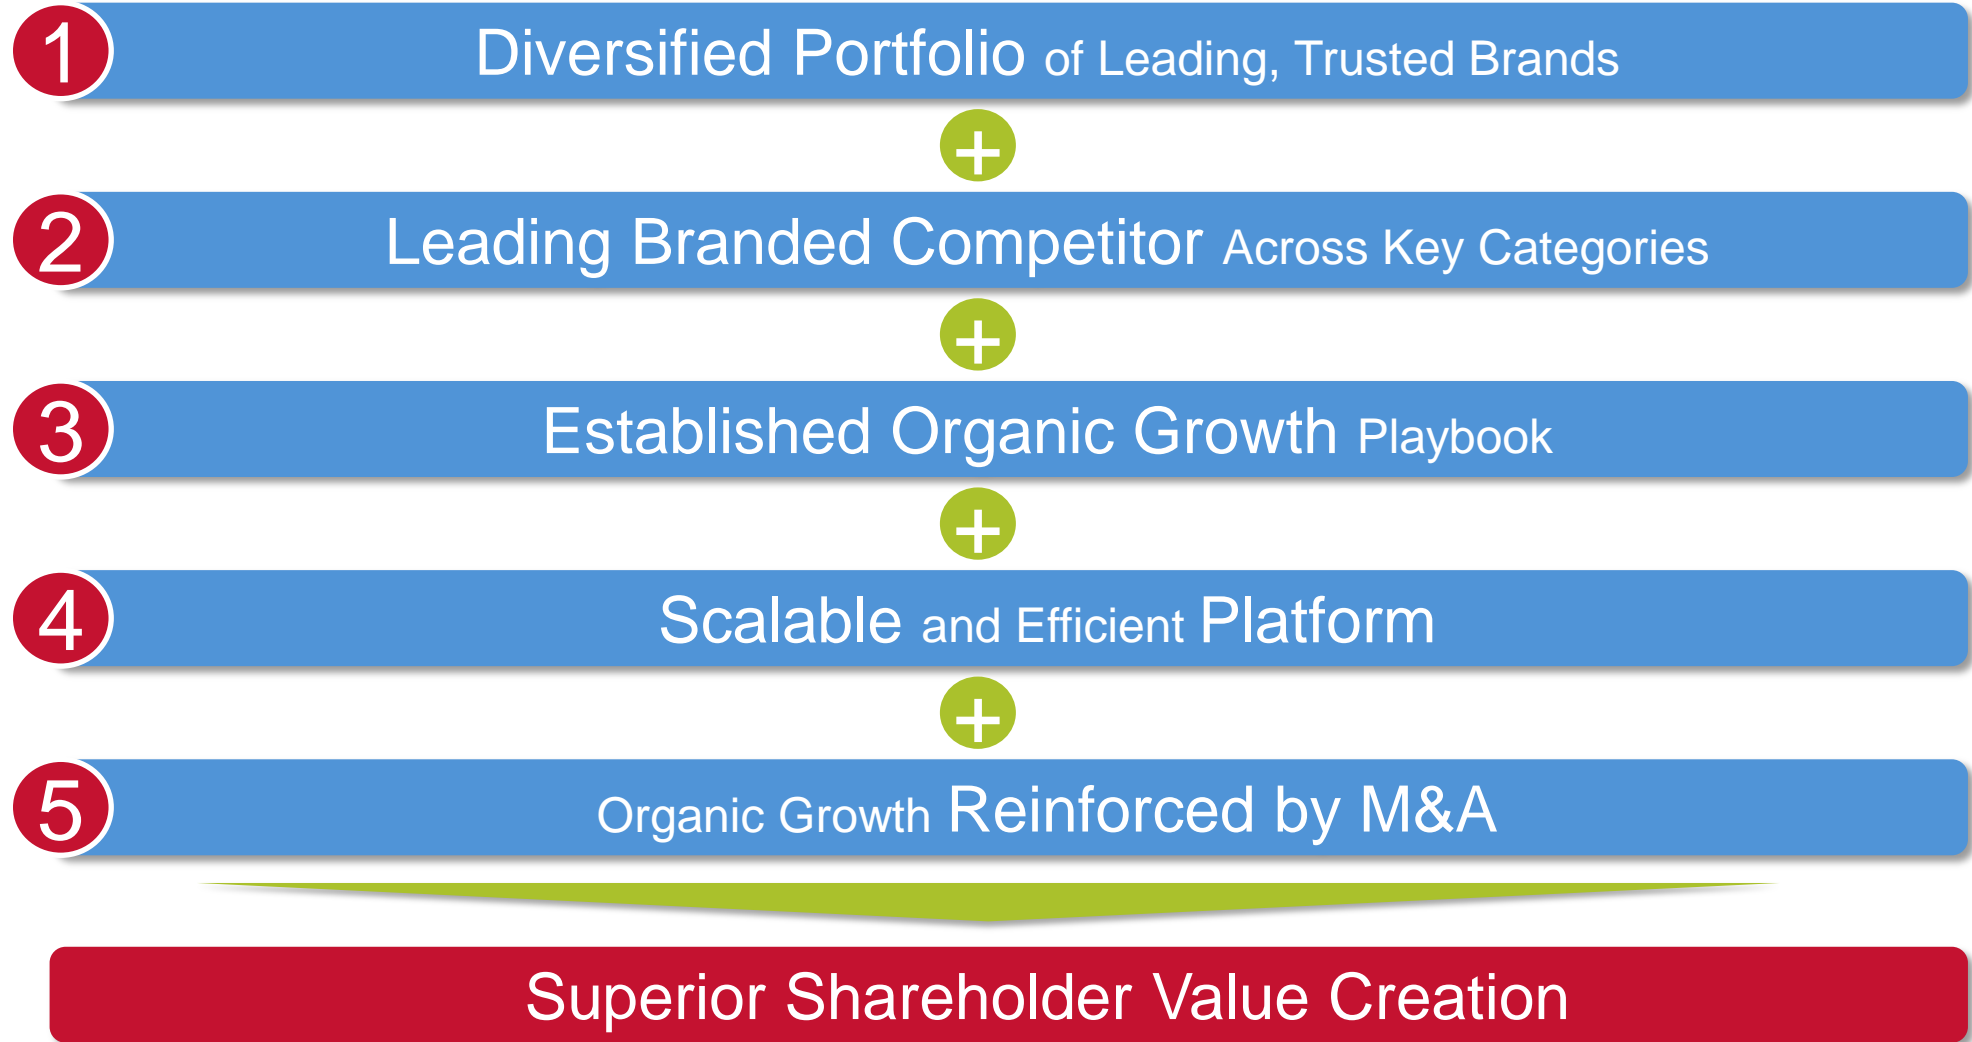 1 Diversified Portfolio of Leading, Trusted Brands
+
2 Leading Branded Competitor Across Key Categories
+
3 Established Organic Growth Playbook
+
4 Scalable and Efficient Platform
+
5 Organic Growth Reinforced by M&A
Superior Shareholder Value Creation